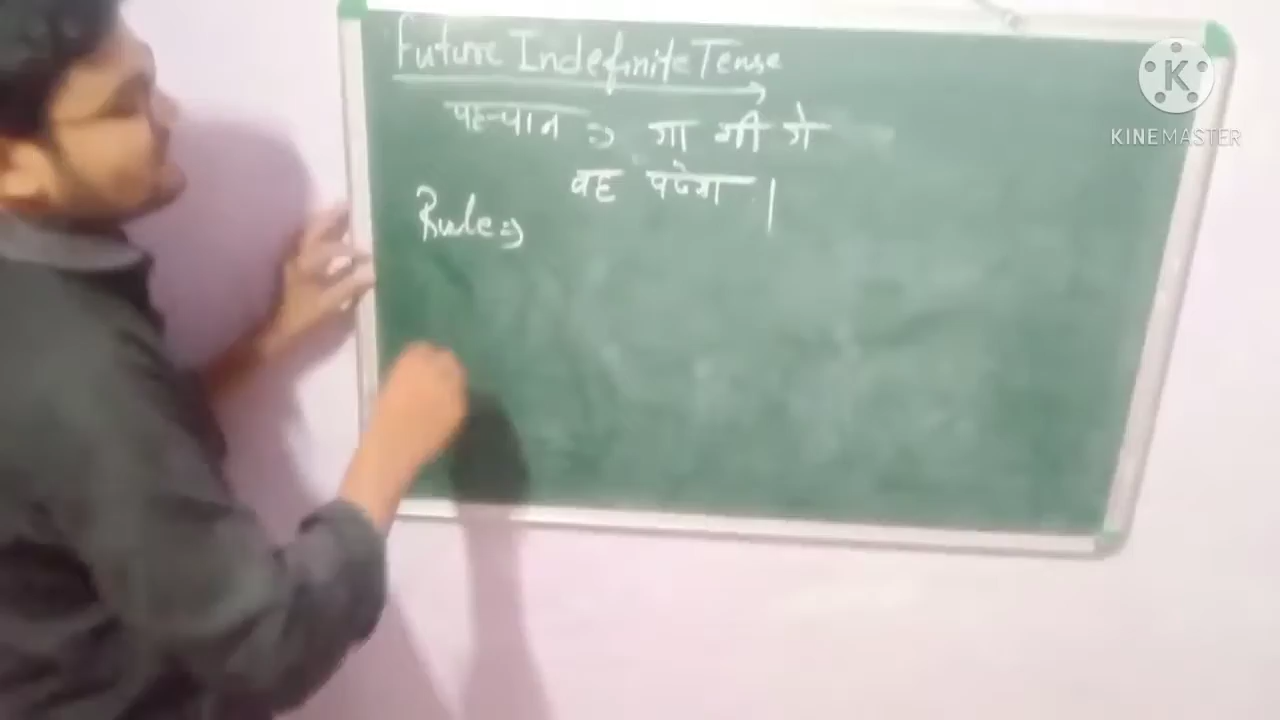 Future Indefinite Tense
पहचान => गा गी गे
वह पढेगा |
Rule =>
KINEMASTER